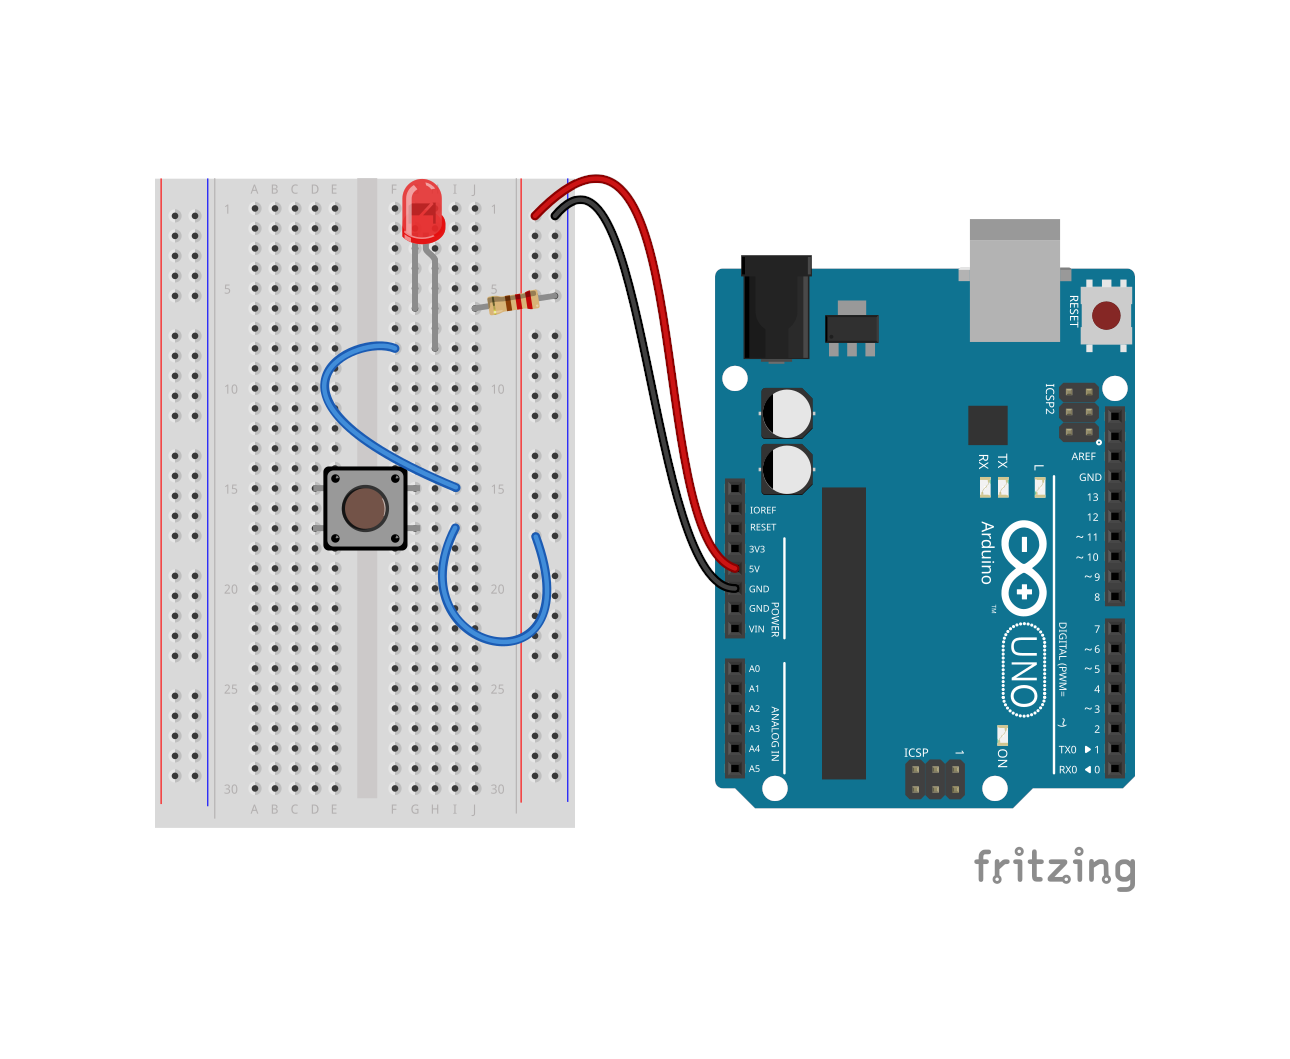 A B C D E F I J
1 1
5 5
10 10
15 15
20 20
25 25
30 30
A B C D E F G H I J
RESET
ICSP2
AREF
GND
13
12
~ 11
~ 10
~ 9
8
7
~ 6
~ 5
4
~ 3
2
TX0 ▶ 1
RX0 ◀ 0
RX TX L
IOREF
RESET
3V3
5V
GND
GND
VIN
POWER
A0
A1
A2
A3
A4
A5
ANALOG IN
Arduino
TM
UNO
DIGITAL (PWM= ~)
ON
ICSP 1
fritzing